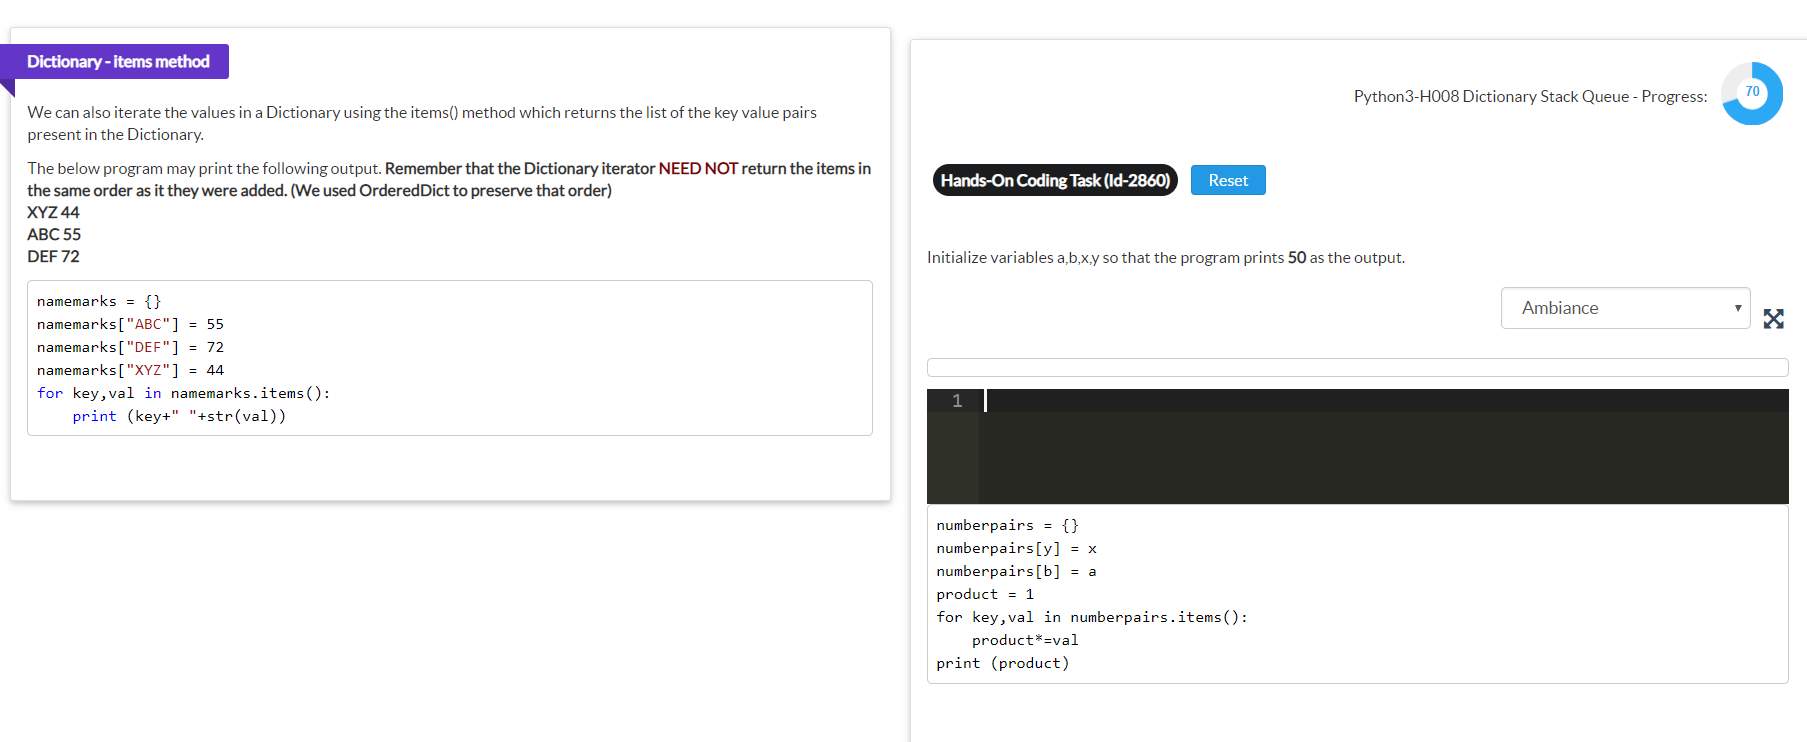 Dictionary - items method
We can also iterate the values in a Dictionary using the items() method which returns the list of the key value pairs
present in the Dictionary.
The below program may print the following output. Remember that the Dictionary iterator NEED NOT return the items in
the same order as it they were added. (We used OrderedDict to preserve that order)
XYZ 44
ABC 55
DEF 72
namemarks = {}
namemarks["ABC"] = 55
namemarks["DEF"] = 72
namemarks["XYZ"] = 44
for key,val in namemarks.items():
    print (key+" "+str(val))
Python3-H008 Dictionary Stack Queue - Progress: 70
Hands-On Coding Task (Id-2860) Reset
Initialize variables a,b,x,y so that the program prints 50 as the output.
Ambiance
1
numberpairs = {}
numberpairs[y] = x
numberpairs[b] = a
product = 1
for key,val in numberpairs.items():
    product*=val
print (product)